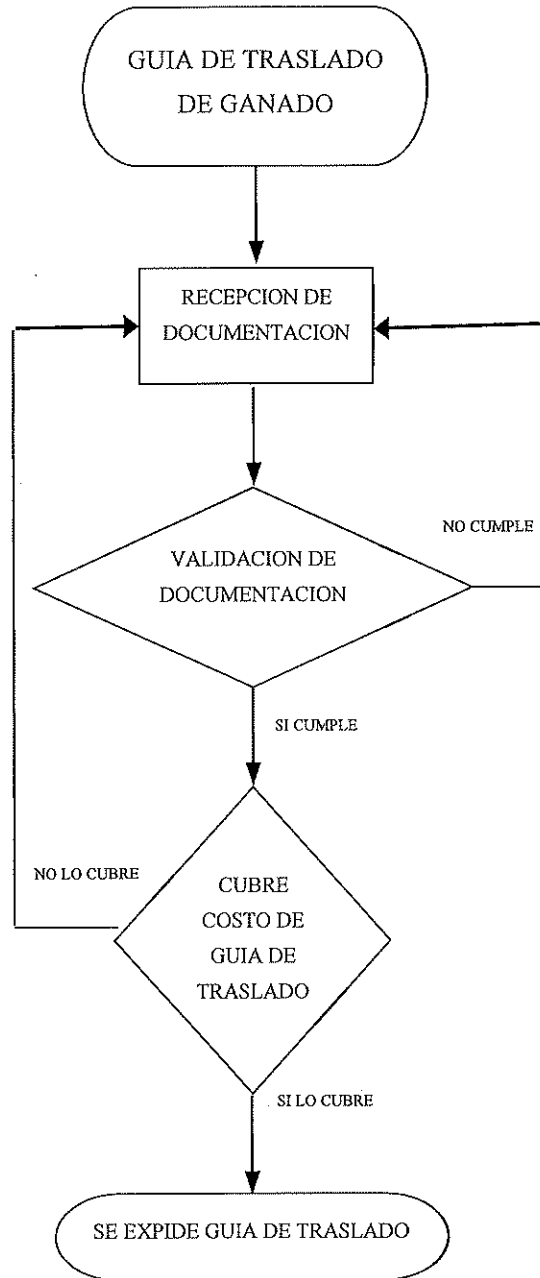 GUIA DE TRASLADO
DE GANADO
RECEPCION DE
DOCUMENTACION
VALIDACION DE
DOCUMENTACION
NO CUMPLE
SI CUMPLE
NO LO CUBRE
CUBRE
COSTO DE
GUIA DE
TRASLADO
SI LO CUBRE
SE EXPIDE GUIA DE TRASLADO